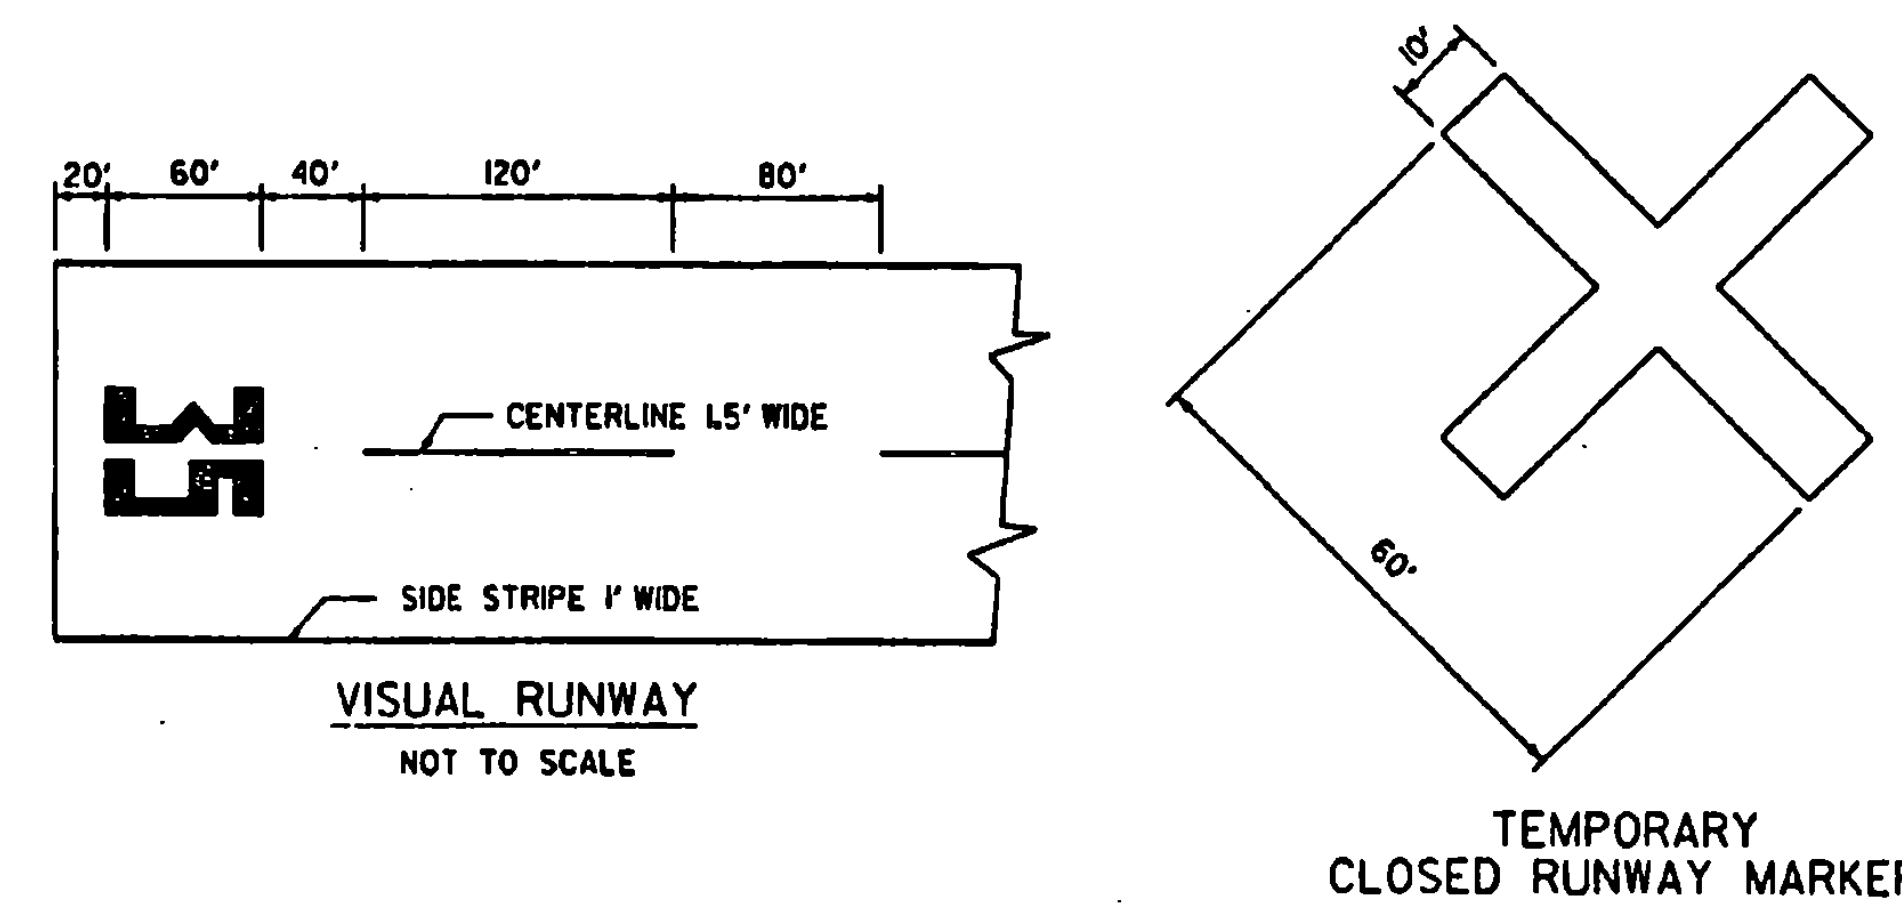 20' 60' 40' 120' 80'
35
CENTERLINE 1.5' WIDE
SIDE STRIPE 1' WIDE
VISUAL RUNWAY
NOT TO SCALE
10'
60'
TEMPORARY
CLOSED RUNWAY MARKER